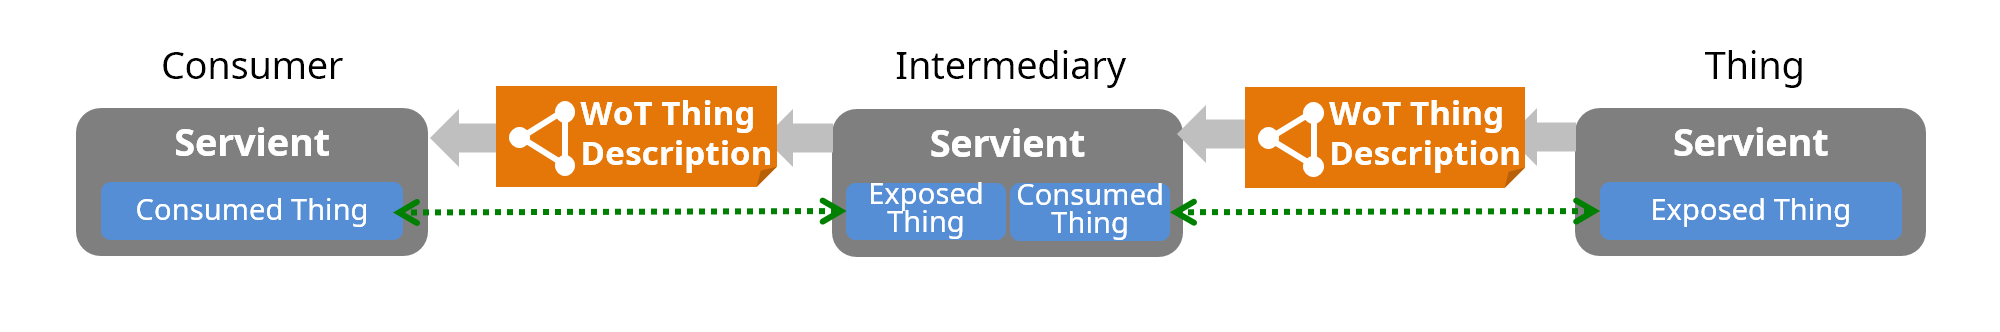 Consumer
Intermediary
Thing
Servient
Consumed Thing
WoT Thing
Description
Servient
Exposed
Thing
Consumed
Thing
WoT Thing
Description
Servient
Exposed Thing